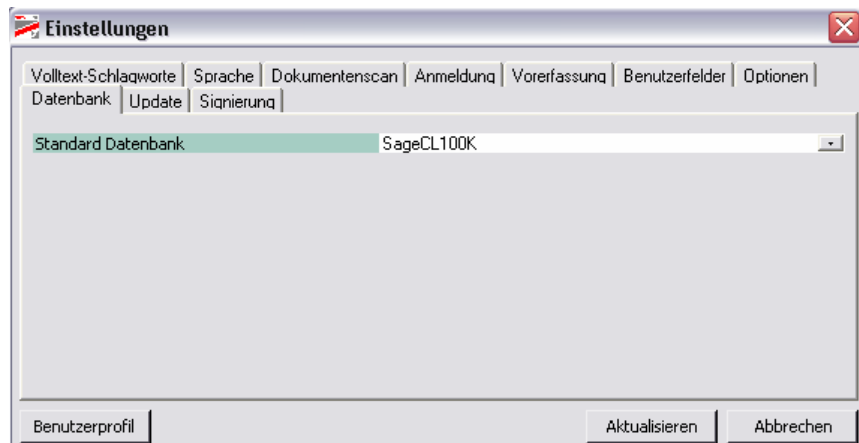 Einstellungen
Volltext-Schlagworte Sprache Dokumentenscan Anmeldung Vorerfassung Benutzerfelder Optionen
Datenbank Update Signierung
Standard Datenbank SageCL100K
Benutzerprofil Aktualisieren Abbrechen